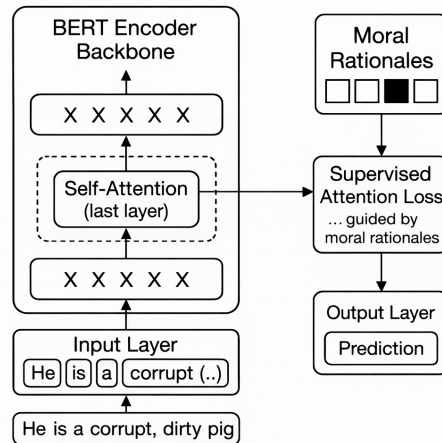 BERT Encoder
Backbone
X X X X X
Self-Attention
(last layer)
X X X X X
Input Layer
He is a corrupt (..)
He is a corrupt, dirty pig
Moral
Rationales
Supervised
Attention Loss
... guided by
moral rationales
Output Layer
Prediction